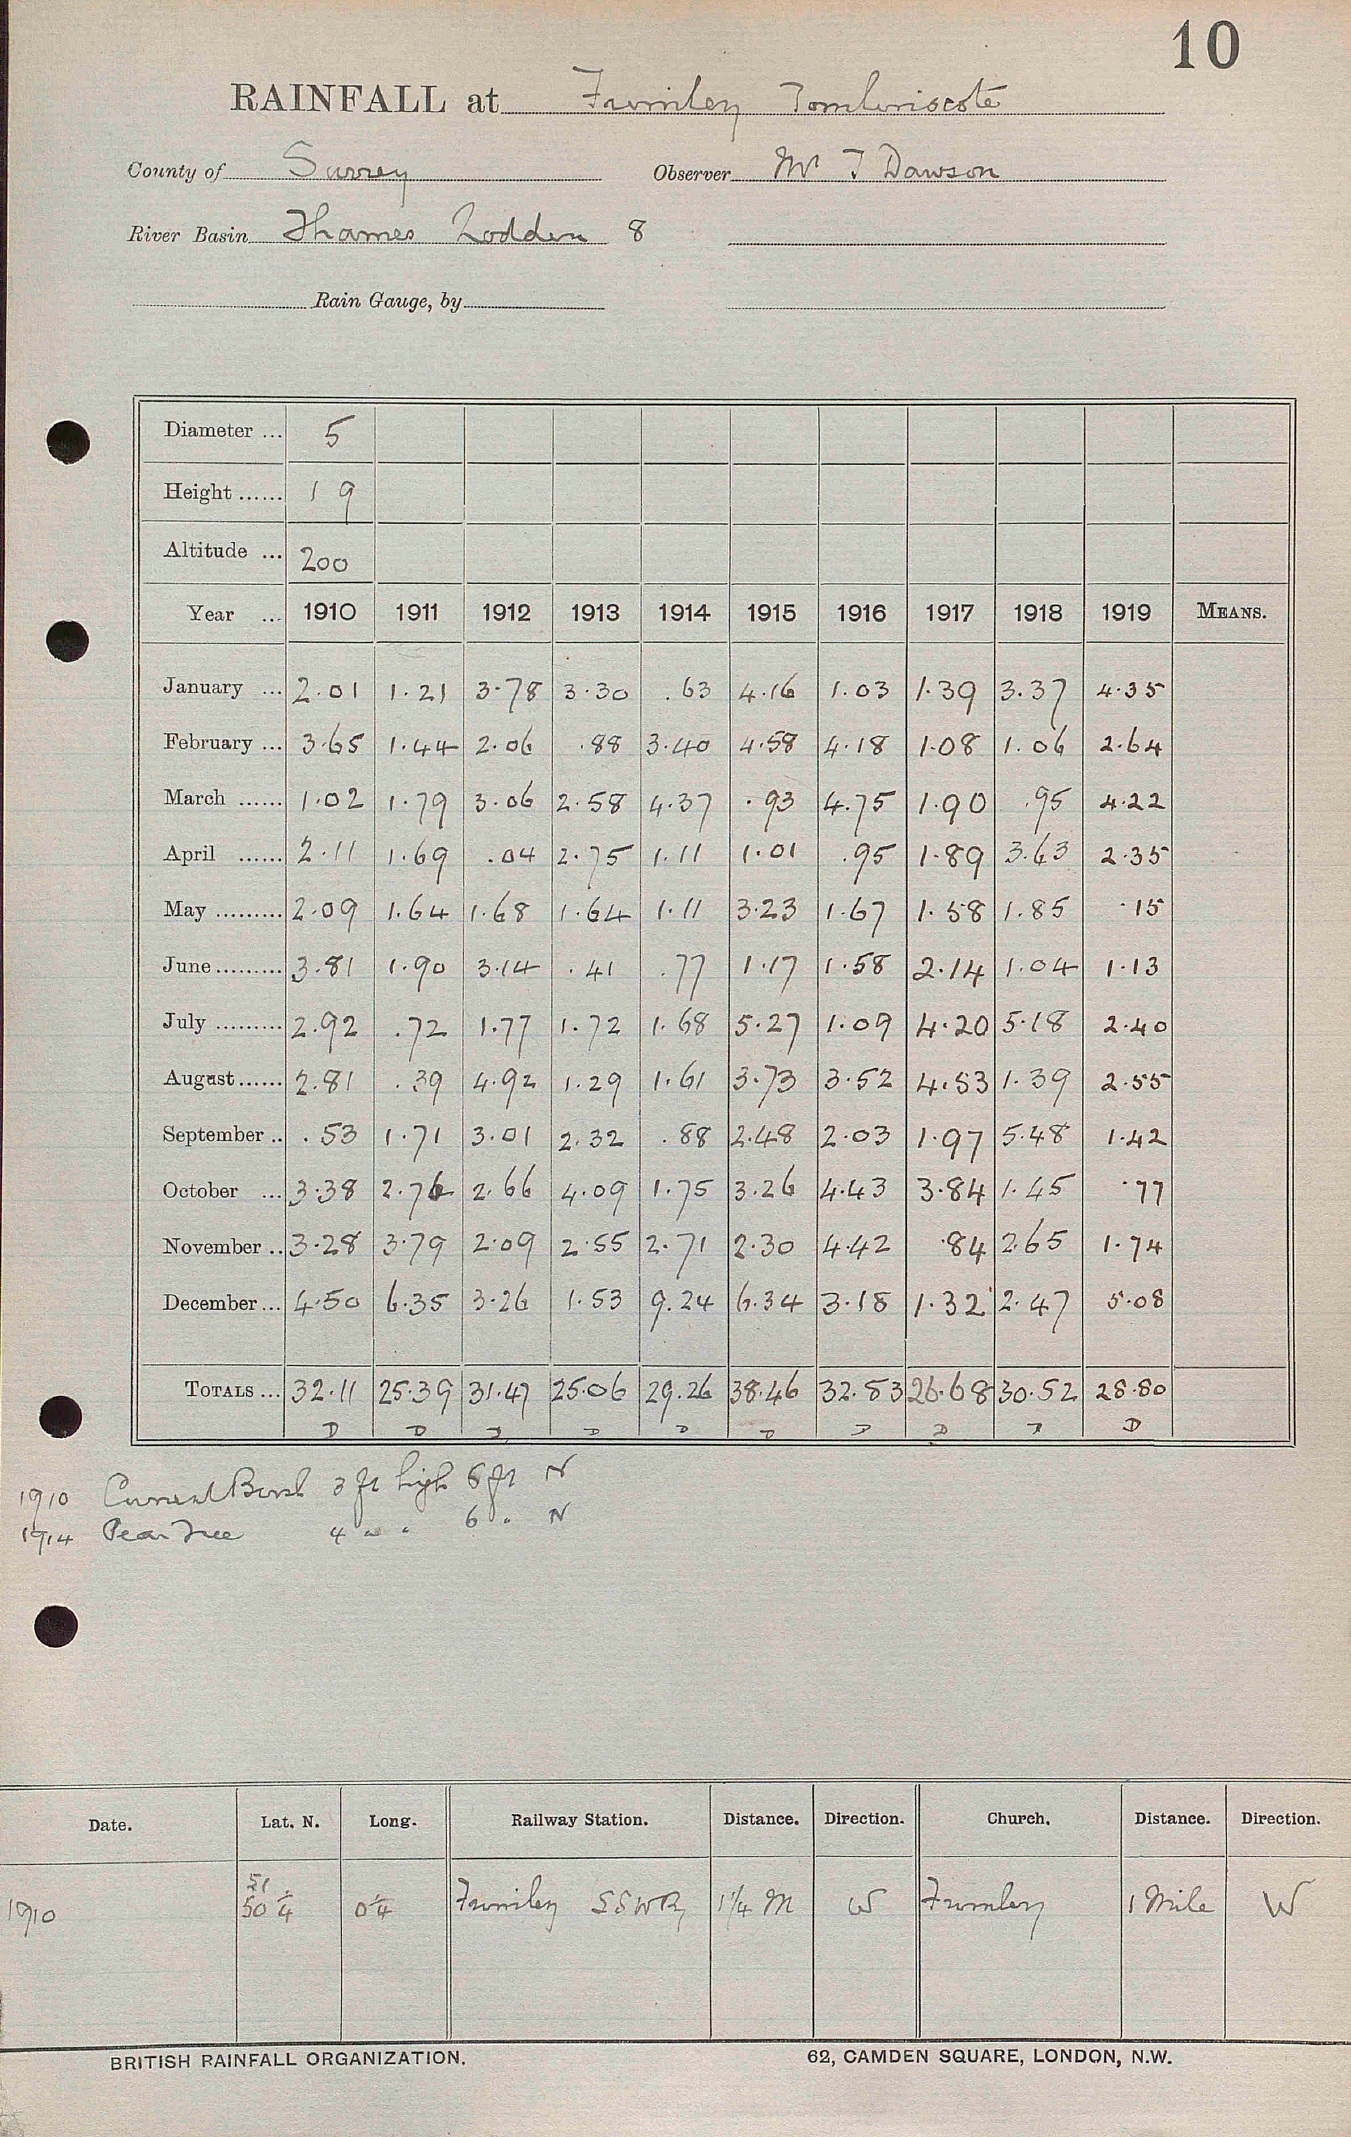 10
RAINFALL at Frimley Tomlinscote
County of Surrey Observer Mr T Dawson
River Basin Thames Loddon 8
Rain Gauge, by
Diameter ... 5
Height ...... 1 9
Altitude ... 200
Year ... 1910 1911 1912 1913 1914 1915 1916 1917 1918 1919 MEANS.
January ... 2.01 1.21 3.78 3.30 .63 4.16 1.03 1.39 3.37 4.35
February ... 3.65 1.44 2.06 .88 3.40 4.58 4.18 1.08 1.06 2.64
March ...... 1.02 1.79 3.06 2.58 4.37 .93 4.75 1.90 .95 4.22
April ...... 2.11 1.69 .04 2.75 1.11 1.01 .95 1.89 3.63 2.35
May ......... 2.09 1.64 1.68 1.64 1.11 3.23 1.67 1.58 1.85 .15
June ......... 3.81 1.90 3.14 .41 .77 1.17 1.58 2.14 1.04 1.13
July ......... 2.92 .72 1.77 1.72 1.68 5.27 1.09 4.20 5.18 2.40
August ...... 2.81 .39 4.92 1.29 1.61 3.73 3.52 4.53 1.39 2.55
September .. .53 1.71 3.01 2.32 .88 2.48 2.03 1.97 5.48 1.42
October ... 3.38 2.76 2.66 4.09 1.75 3.26 4.43 3.84 1.45 .77
November .. 3.28 3.79 2.09 2.55 2.71 2.30 4.42 .84 2.65 1.74
December ... 4.50 6.35 3.26 1.53 9.24 6.34 3.18 1.32 2.47 5.08
TOTALS ... 32.11 25.39 31.47 25.06 29.26 38.46 32.83 26.68 30.52 28.80
D D D D D D D D D D
1910 Currant Bush 3 ft high 6 ft N
1914 Pear Tree 4 " " 6 " N
Date. Lat. N. Long. Railway Station. Distance. Direction. Church. Distance. Direction.
51
1910 50 1/4 0 1/4 Frimley LSWR 1 1/4 M W Frimley 1 Mile W
BRITISH RAINFALL ORGANIZATION. 62, CAMDEN SQUARE, LONDON, N.W.